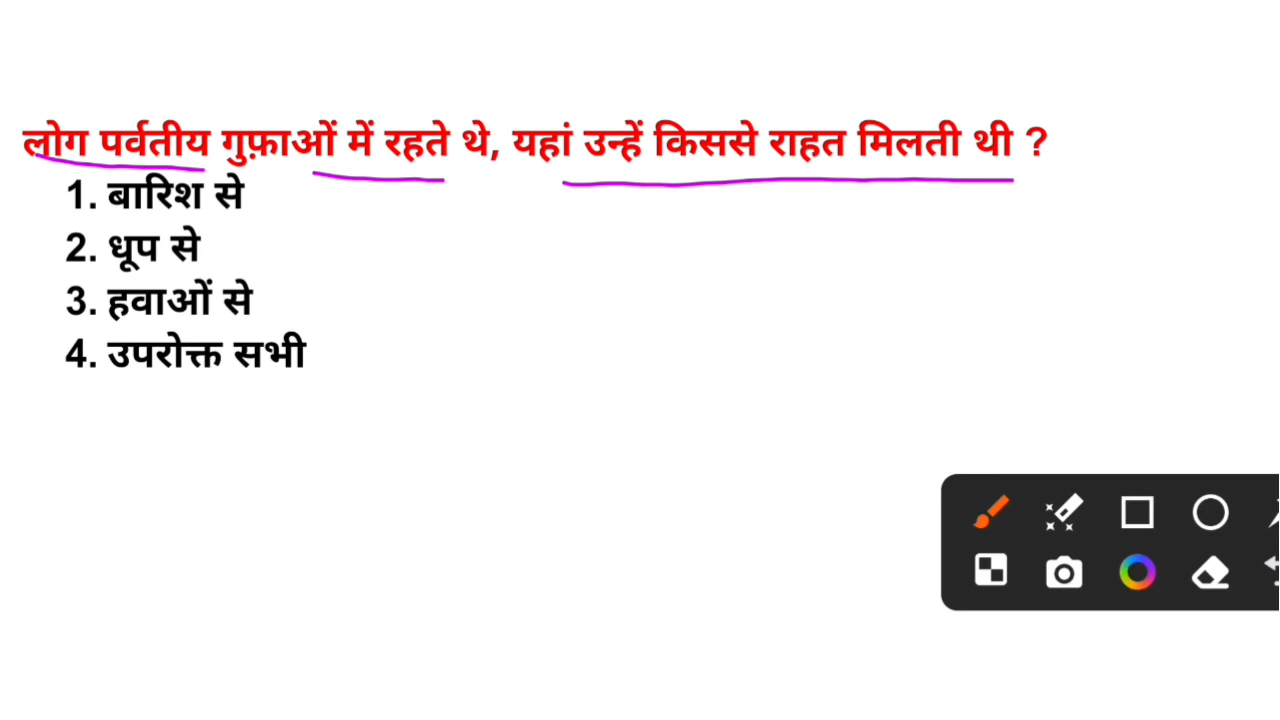 लोग पर्वतीय गुफ़ाओं में रहते थे, यहां उन्हें किससे राहत मिलती थी ?
1. बारिश से
2. धूप से
3. हवाओं से
4. उपरोक्त सभी